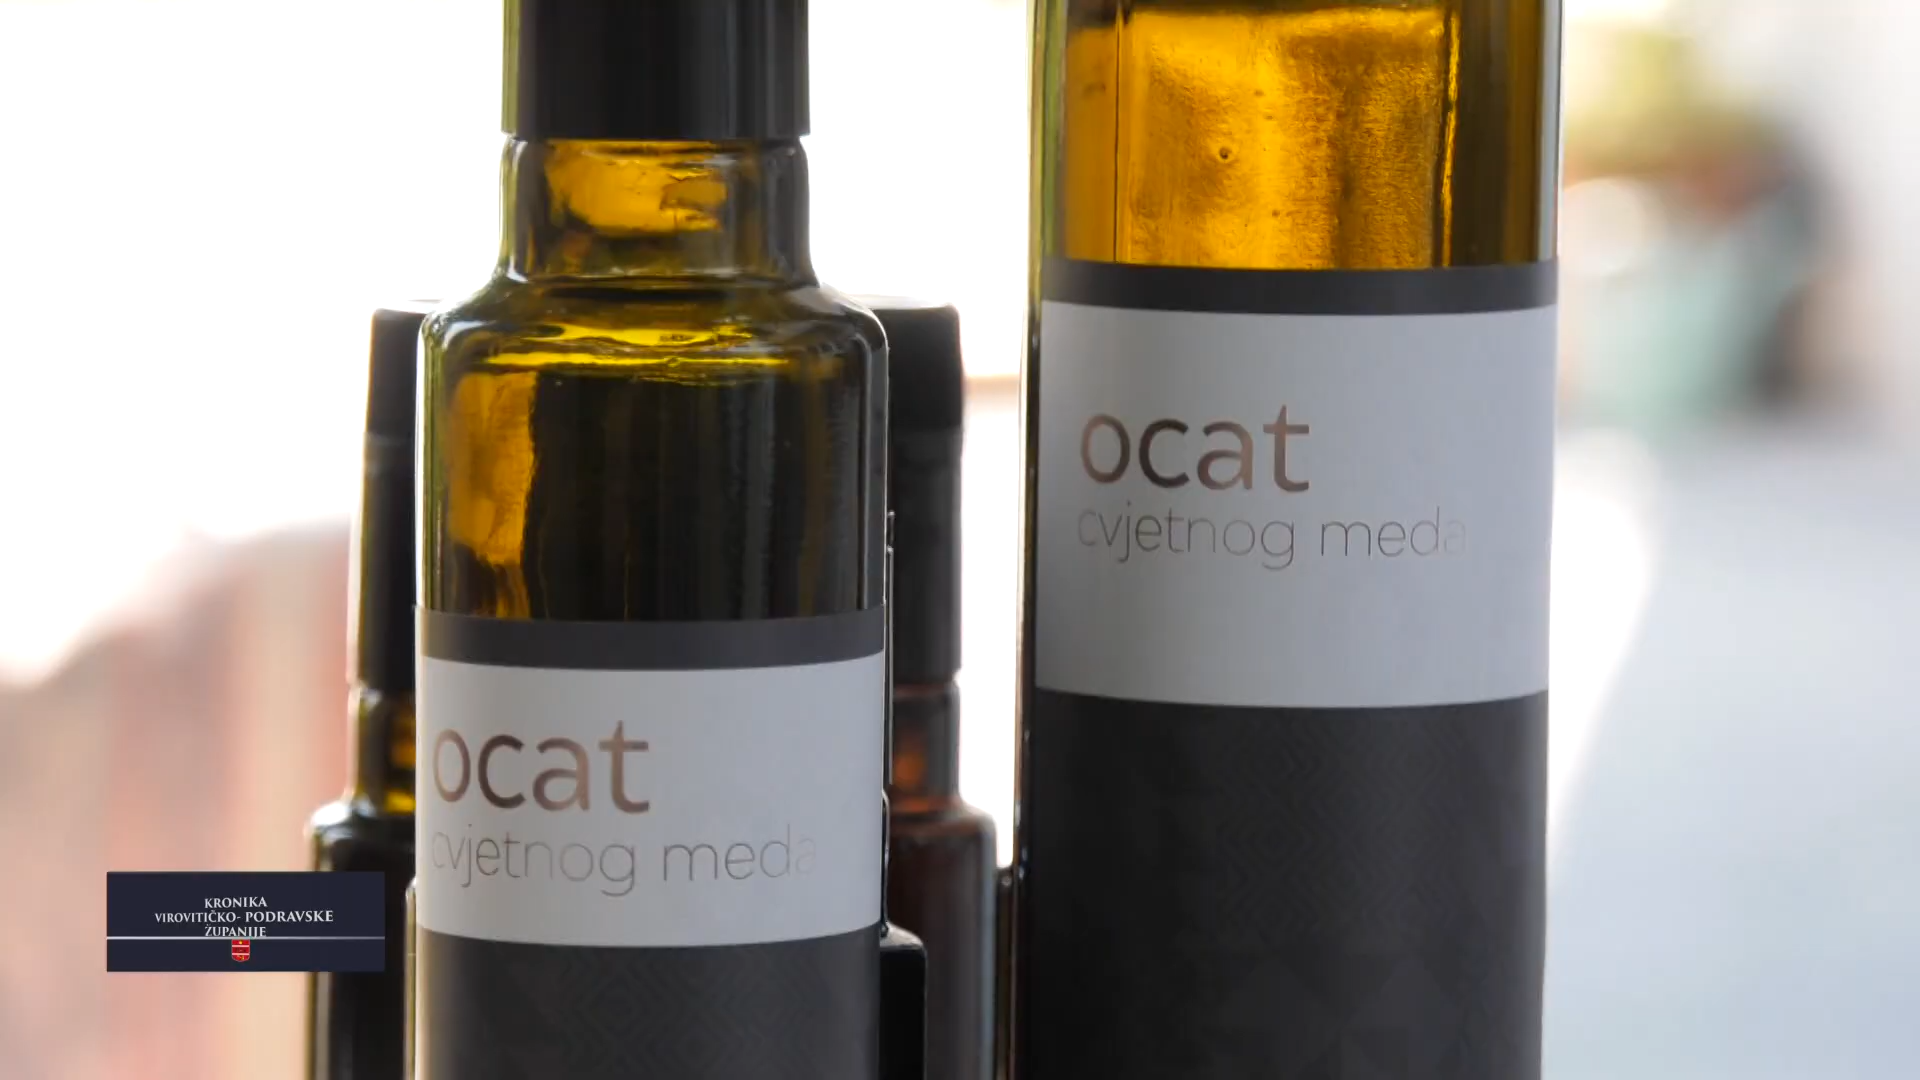 ocat
cvjetnog meda
ocat
cvjetnog meda
KRONIKA
VIROVITIČKO- PODRAVSKE
ŽUPANIJE